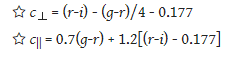 ☆ c⊥ = (r-i) - (g-r)/4 - 0.177
☆ c|| = 0.7(g-r) + 1.2[(r-i) - 0.177]